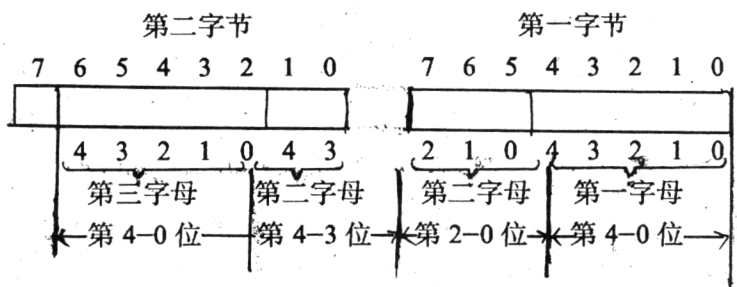 第二字节 第一字节
7 6 5 4 3 2 1 0 7 6 5 4 3 2 1 0
4 3 2 1 0 4 3 2 1 0 4 3 2 1 0
第三字母 第二字母 第二字母 第一字母
第 4-0 位 第 4-3 位 第 2-0 位 第 4-0 位